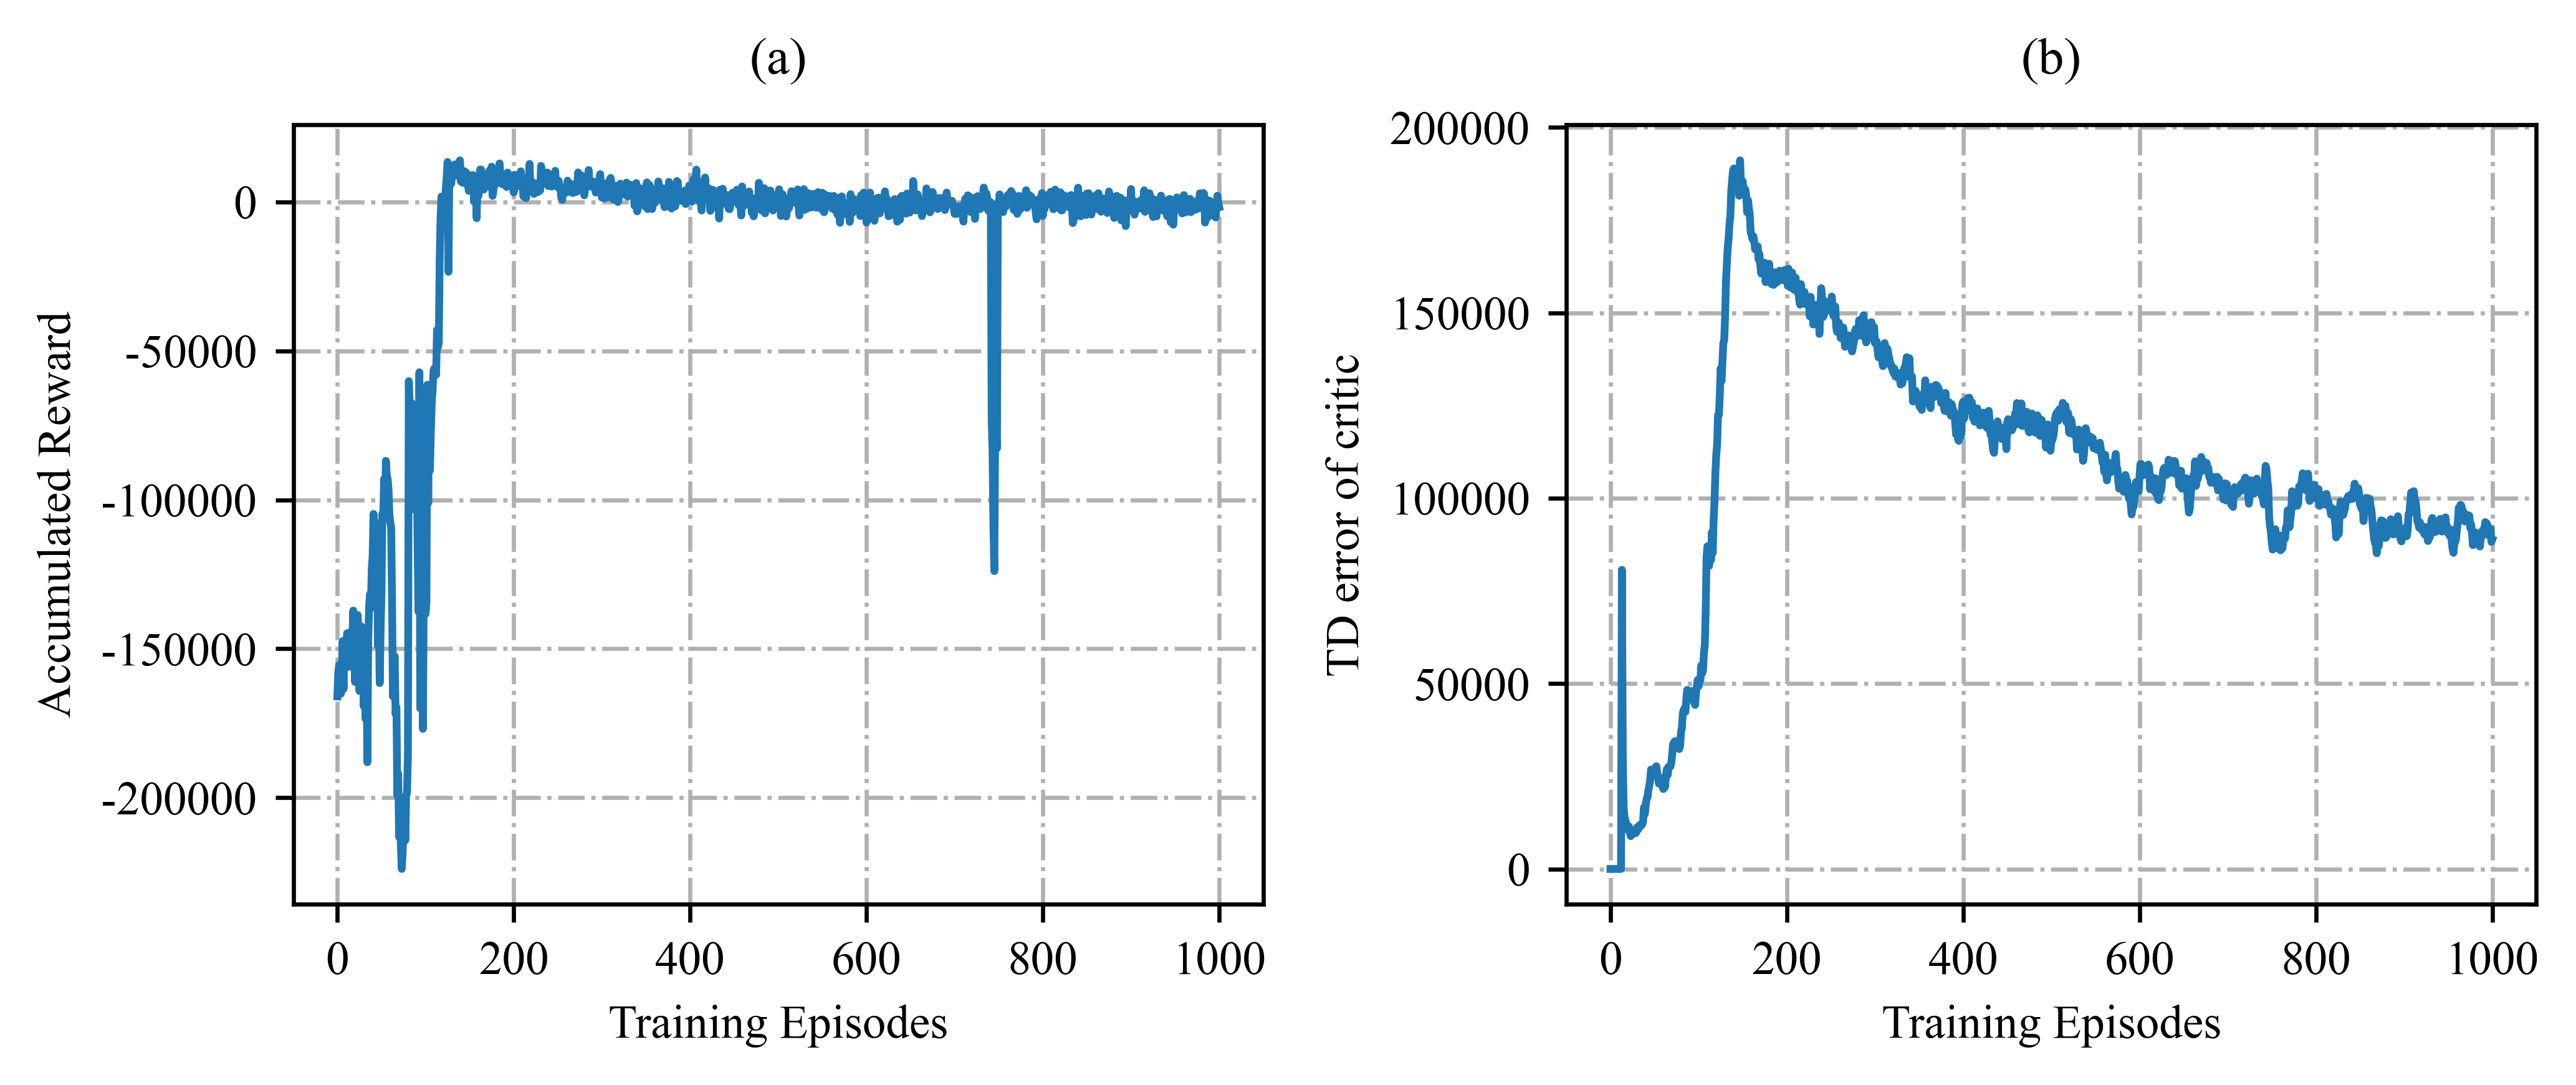 (a)
0
-50000
-100000
-150000
-200000
Accumulated Reward
0 200 400 600 800 1000
Training Episodes
(b)
200000
150000
100000
50000
0
TD error of critic
0 200 400 600 800 1000
Training Episodes